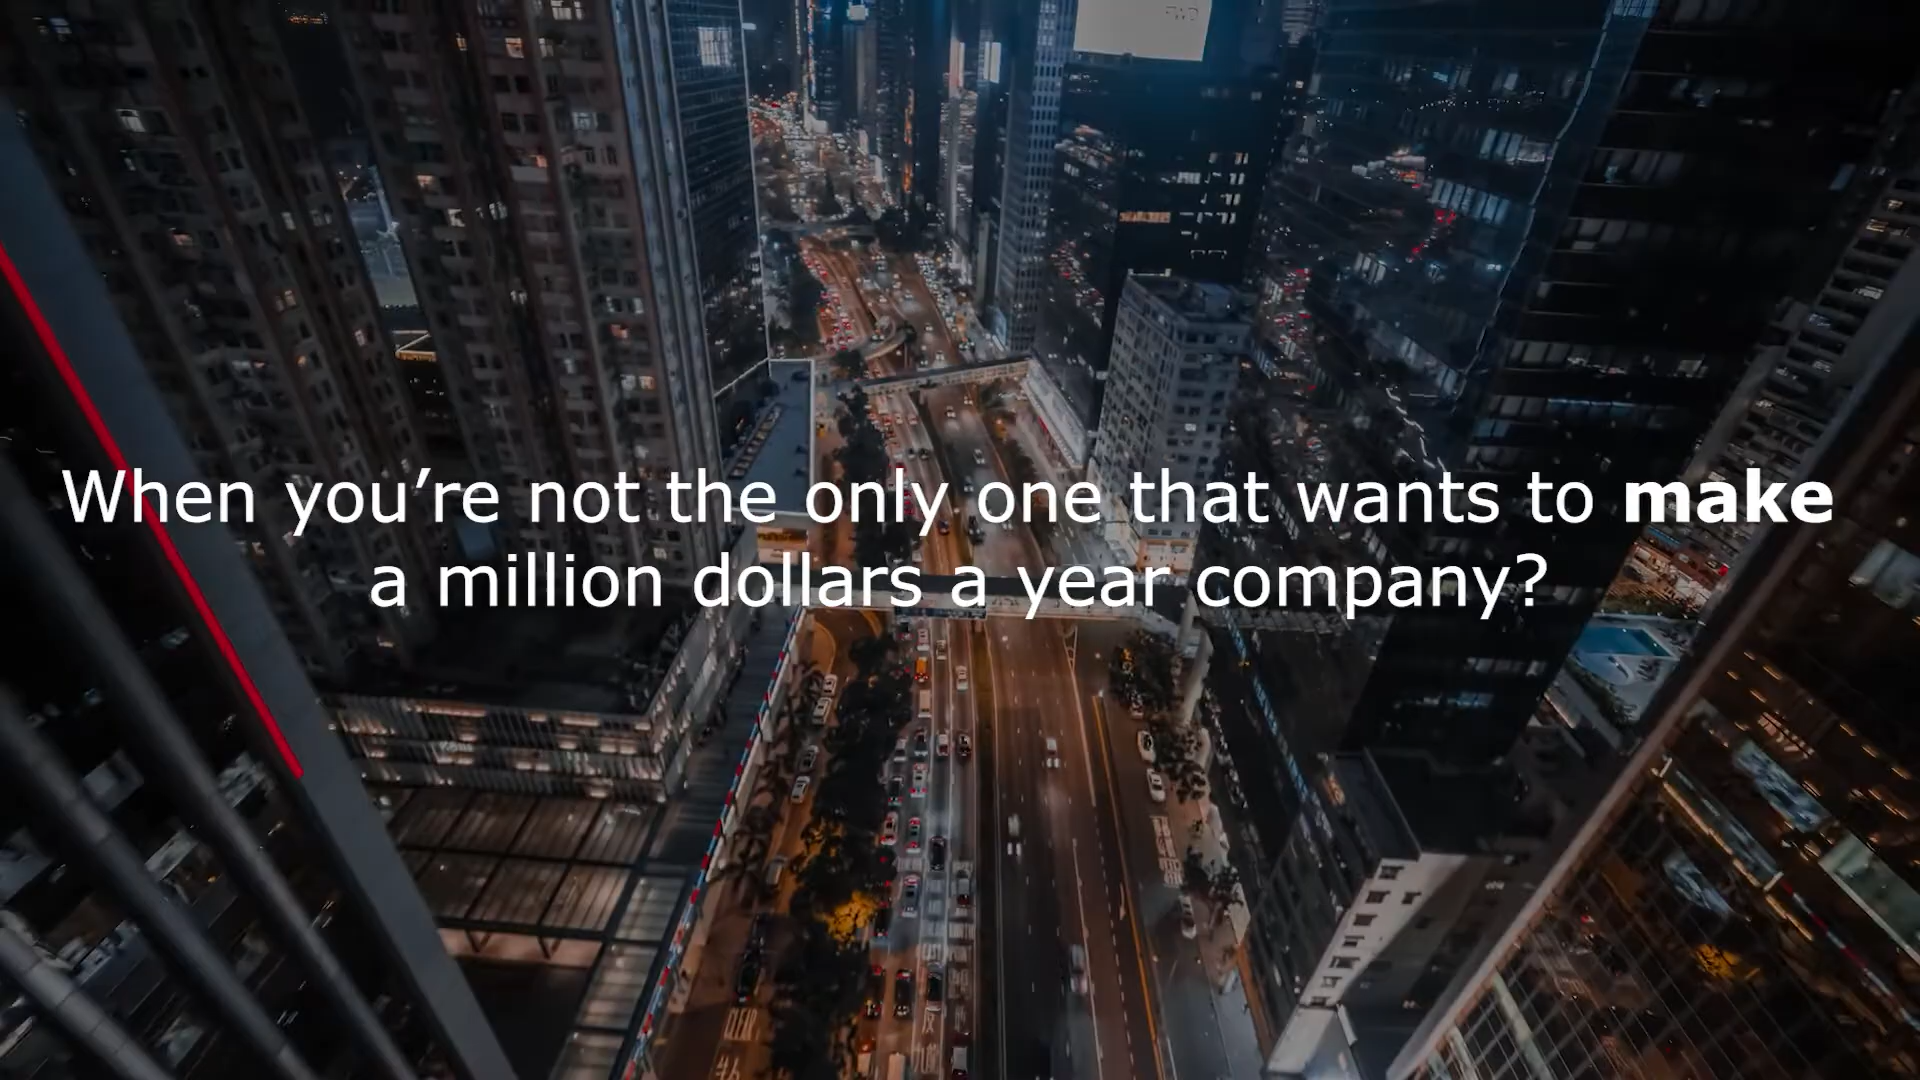 When you’re not the only one that wants to make
a million dollars a year company?